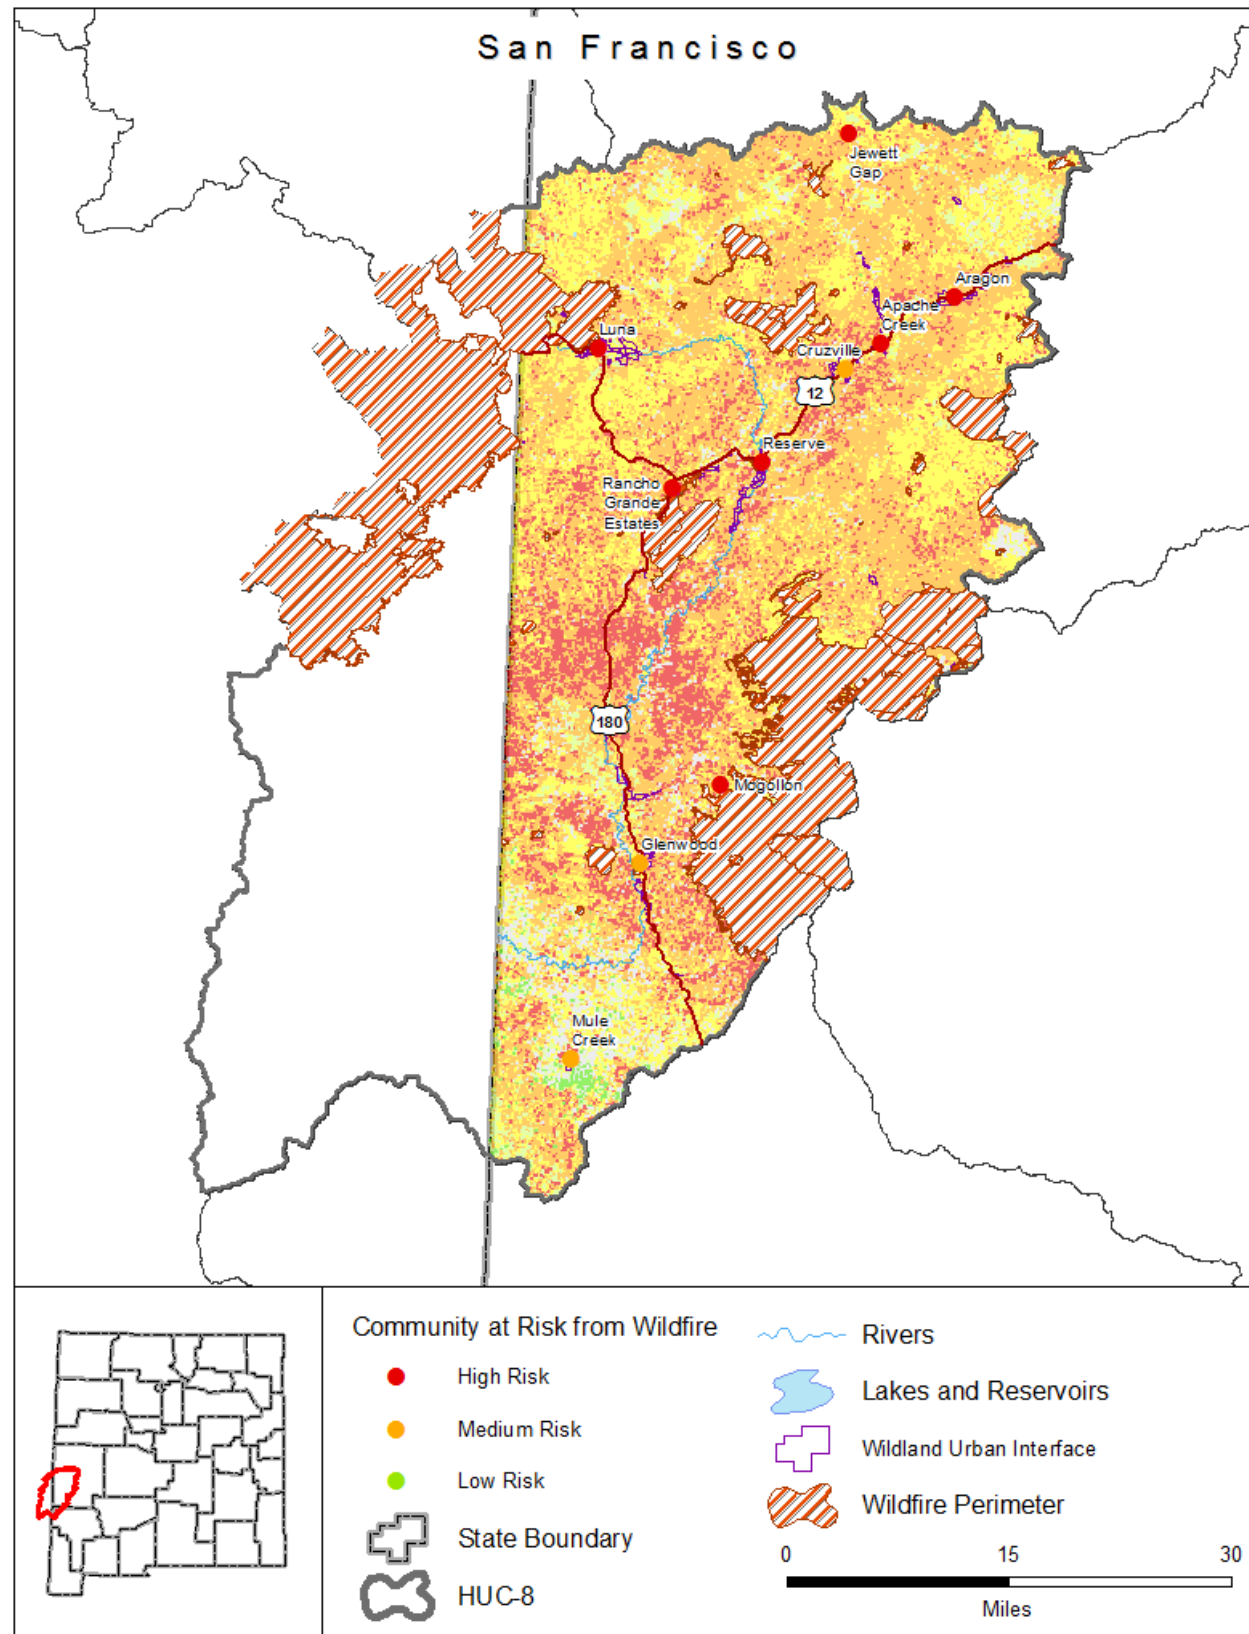 San Francisco
Jewett
Gap
Aragon
Apache
Creek
Luna
Cruzville
12
Reserve
Rancho
Grande
Estates
180
Mogollon
Glenwood
Mule
Creek
Community at Risk from Wildfire
High Risk
Medium Risk
Low Risk
State Boundary
HUC-8
Rivers
Lakes and Reservoirs
Wildland Urban Interface
Wildfire Perimeter
0 15 30
Miles